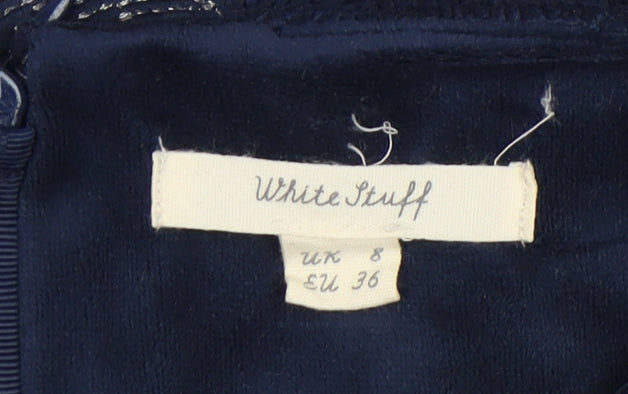 White Stuff
UK 8
EU 36